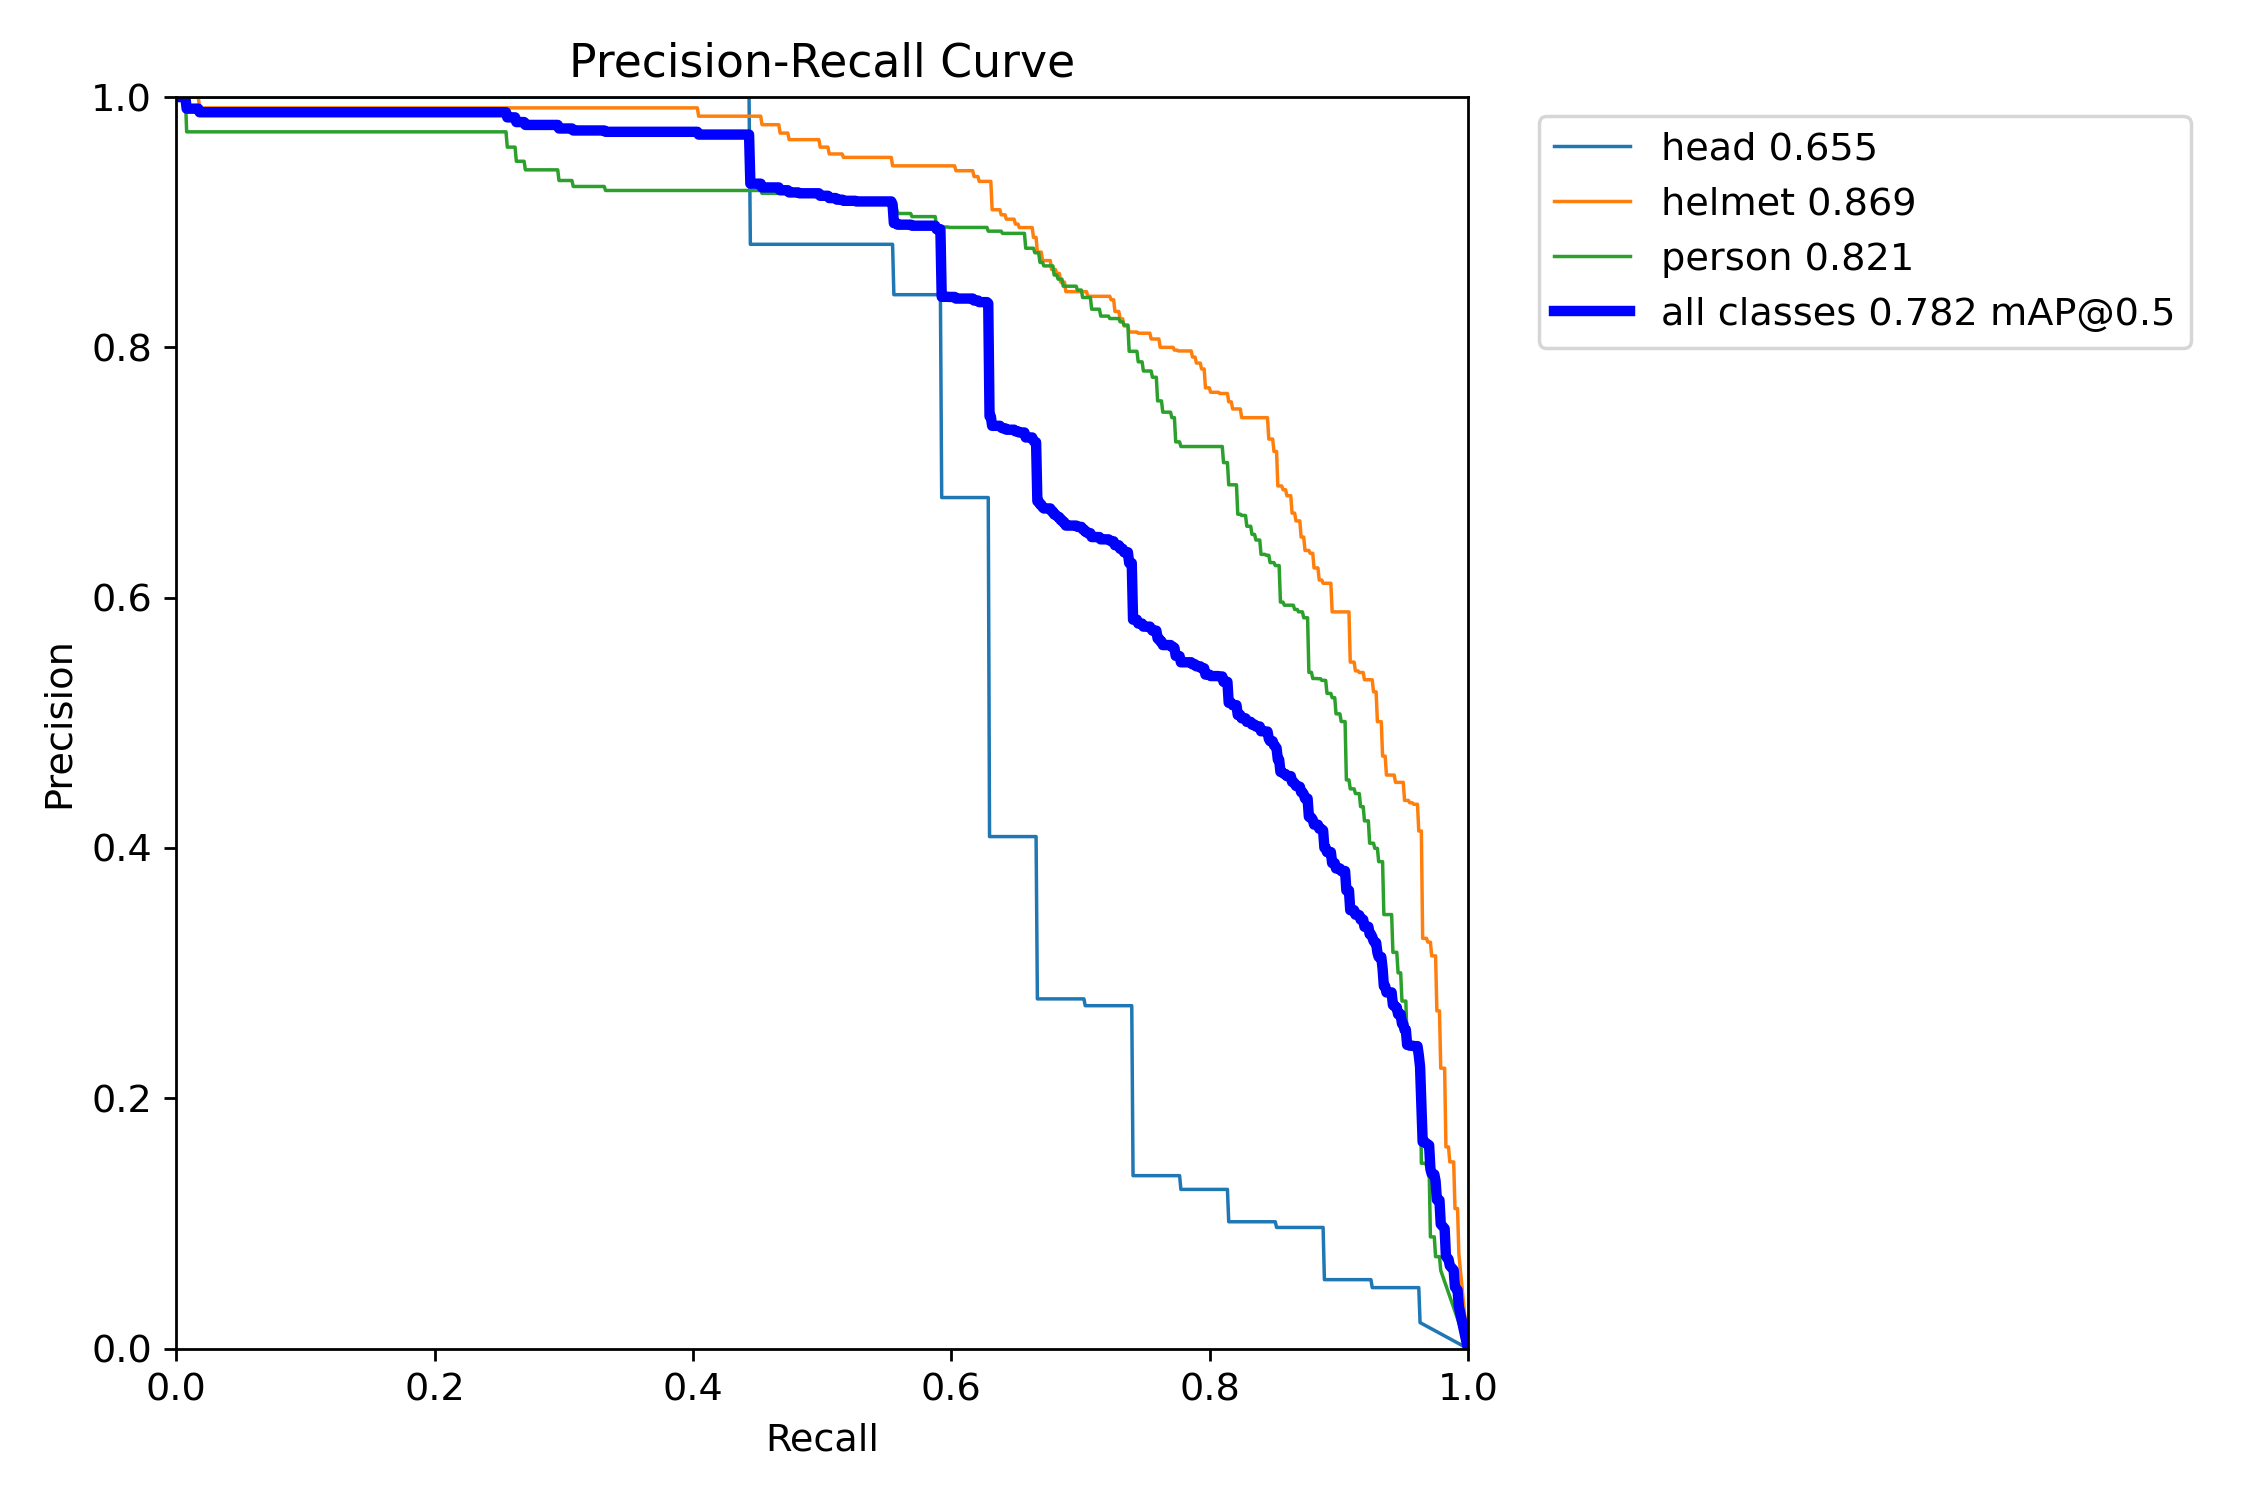 Precision-Recall Curve
1.0
0.8
0.6
0.4
0.2
0.0
Precision
0.0 0.2 0.4 0.6 0.8 1.0
Recall
head 0.655
helmet 0.869
person 0.821
all classes 0.782 mAP@0.5